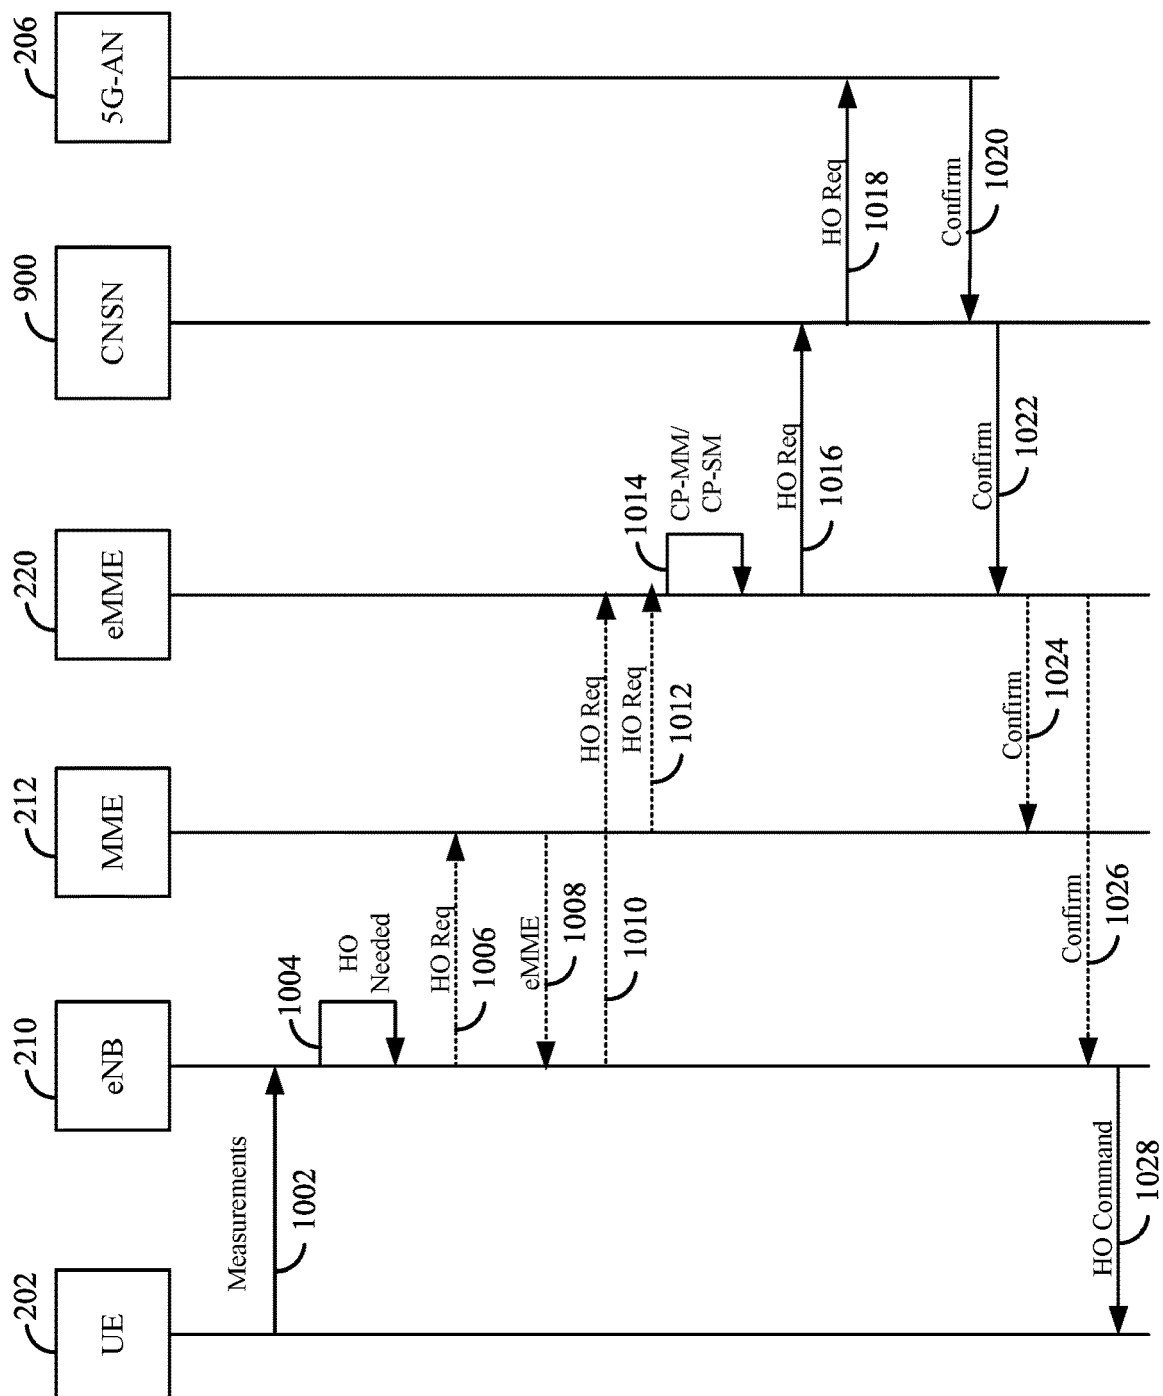 202
UE
210
eNB
212
MME
220
eMME
900
CNSN
206
5G-AN
Measurements
1002
1004
HO
Needed
HO Req
1006
eMME
1008
1010
HO Req
HO Req
1012
1014
CP-MM/
CP-SM
HO Req
1016
HO Req
1018
Confirm
1020
Confirm
1022
Confirm
1024
Confirm
1026
HO Command
1028